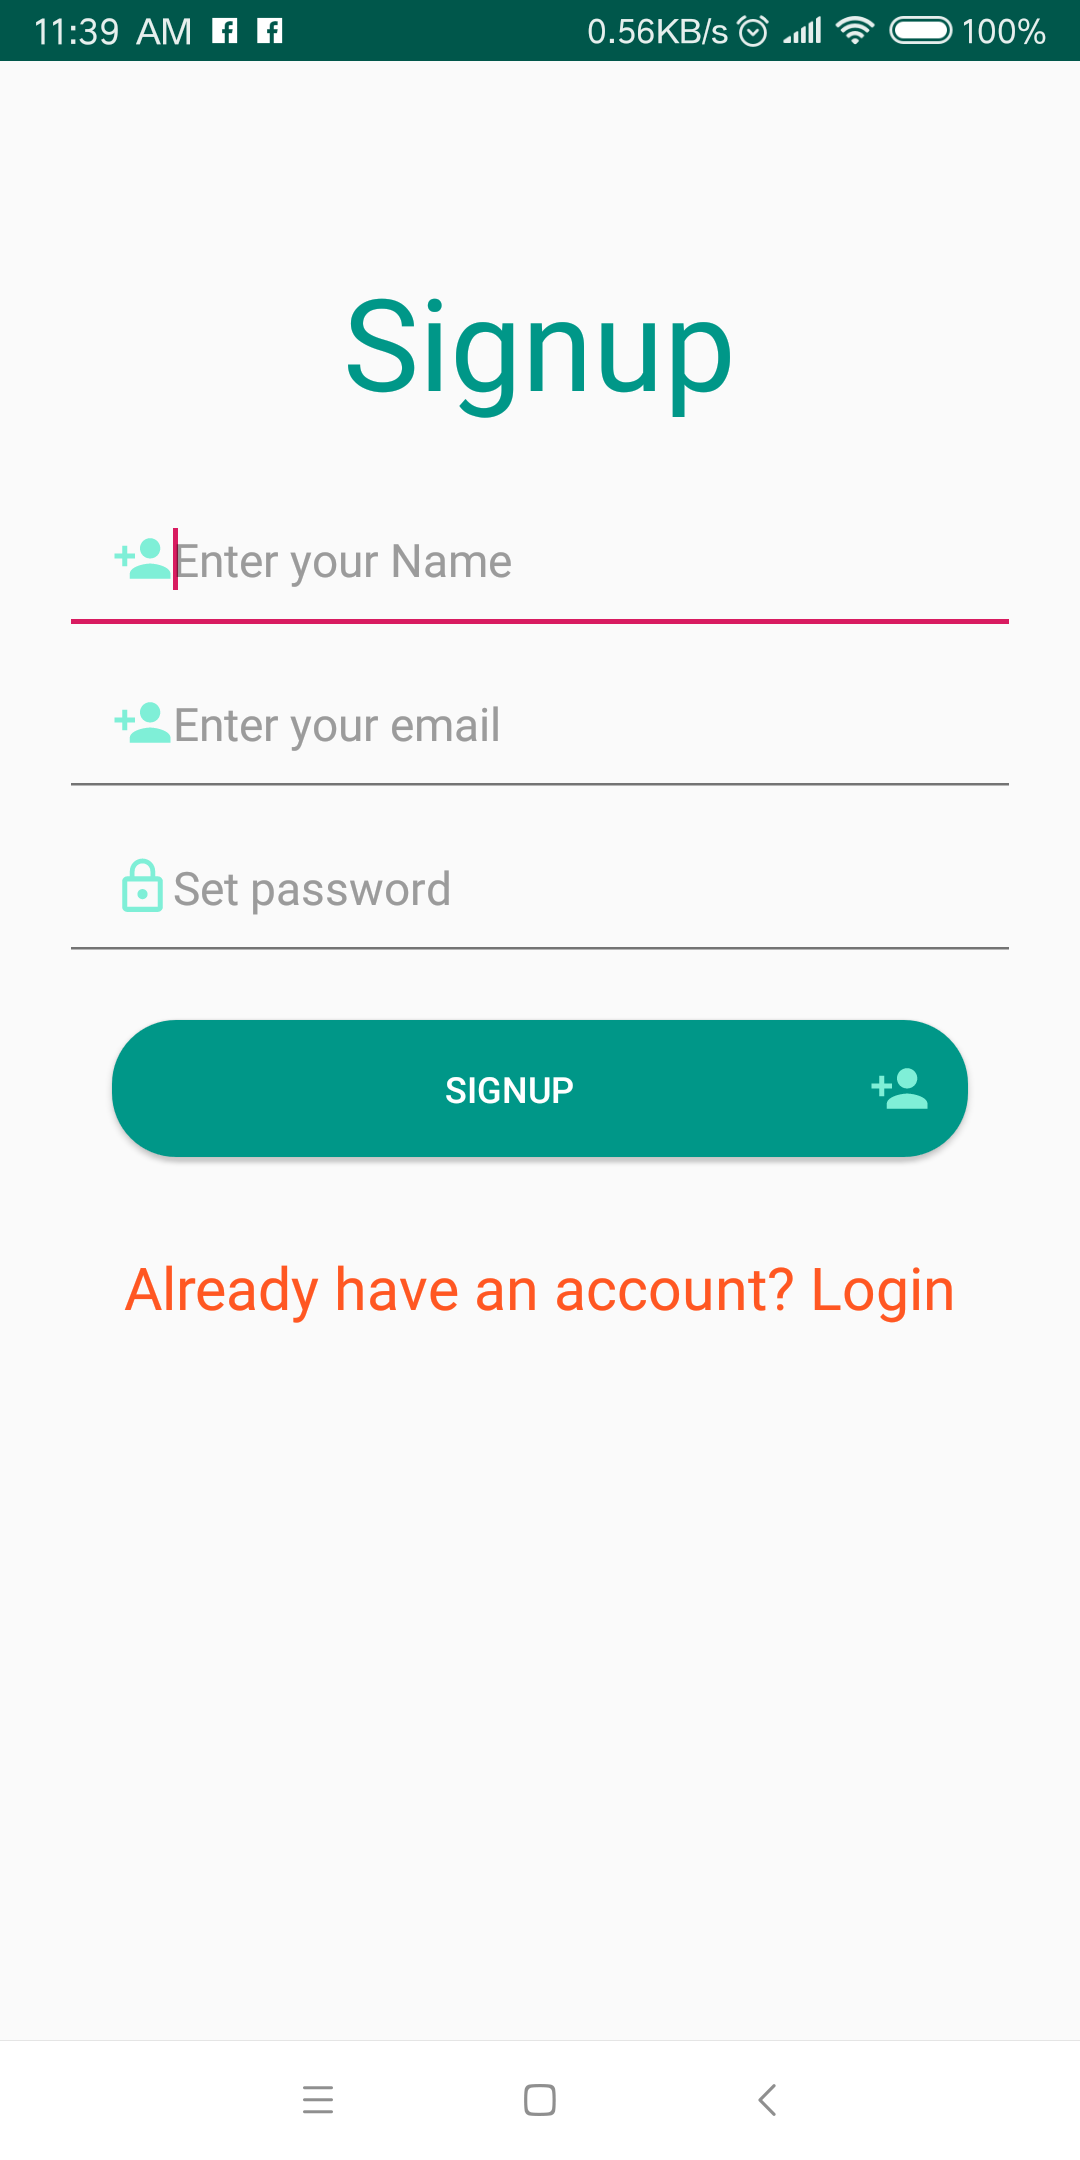 11:39 AM 0.56KB/s 100%
Signup
Enter your Name
Enter your email
Set password
SIGNUP
Already have an account? Login